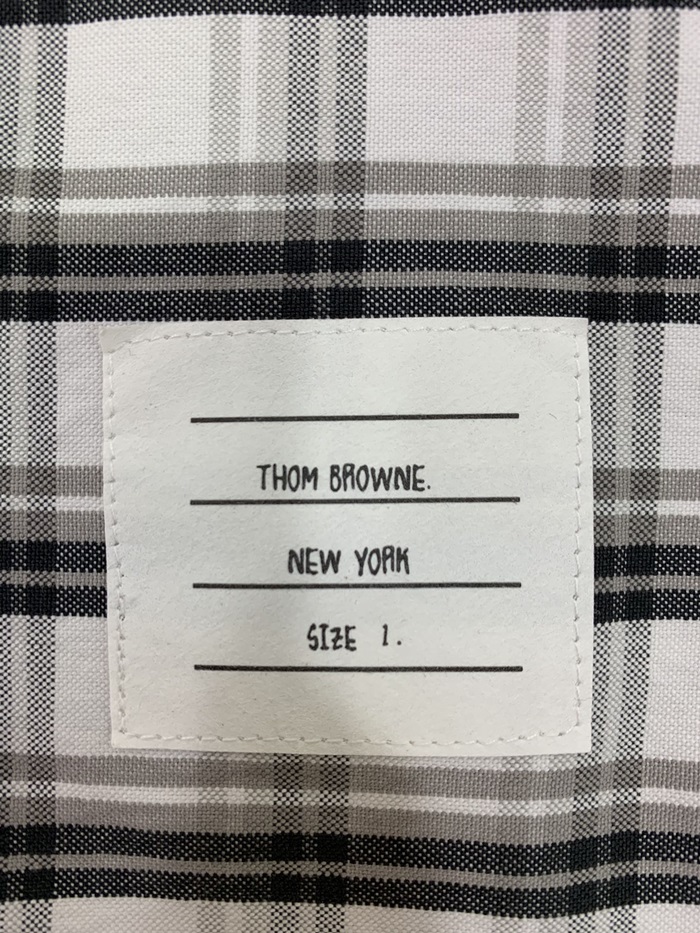 THOM BROWNE.
NEW YORK
SIZE 1.